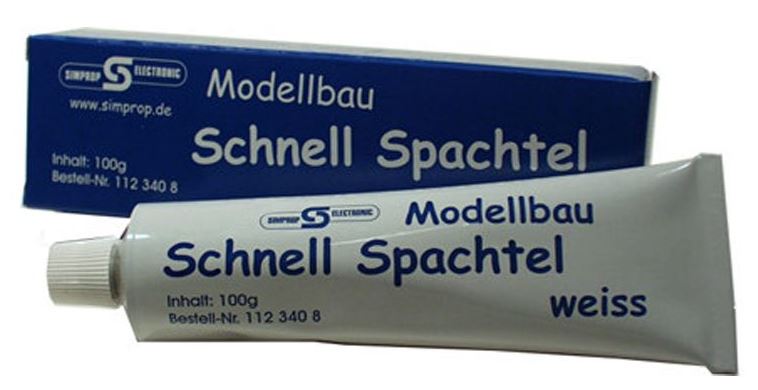 SIMPROP S ELECTRONIC
www.simprop.de
Modellbau
Schnell Spachtel
Inhalt: 100g
Bestell-Nr. 112 340 8
SIMPROP S ELECTRONIC
Modellbau
Schnell Spachtel
weiss
Inhalt: 100g
Bestell-Nr. 112 340 8